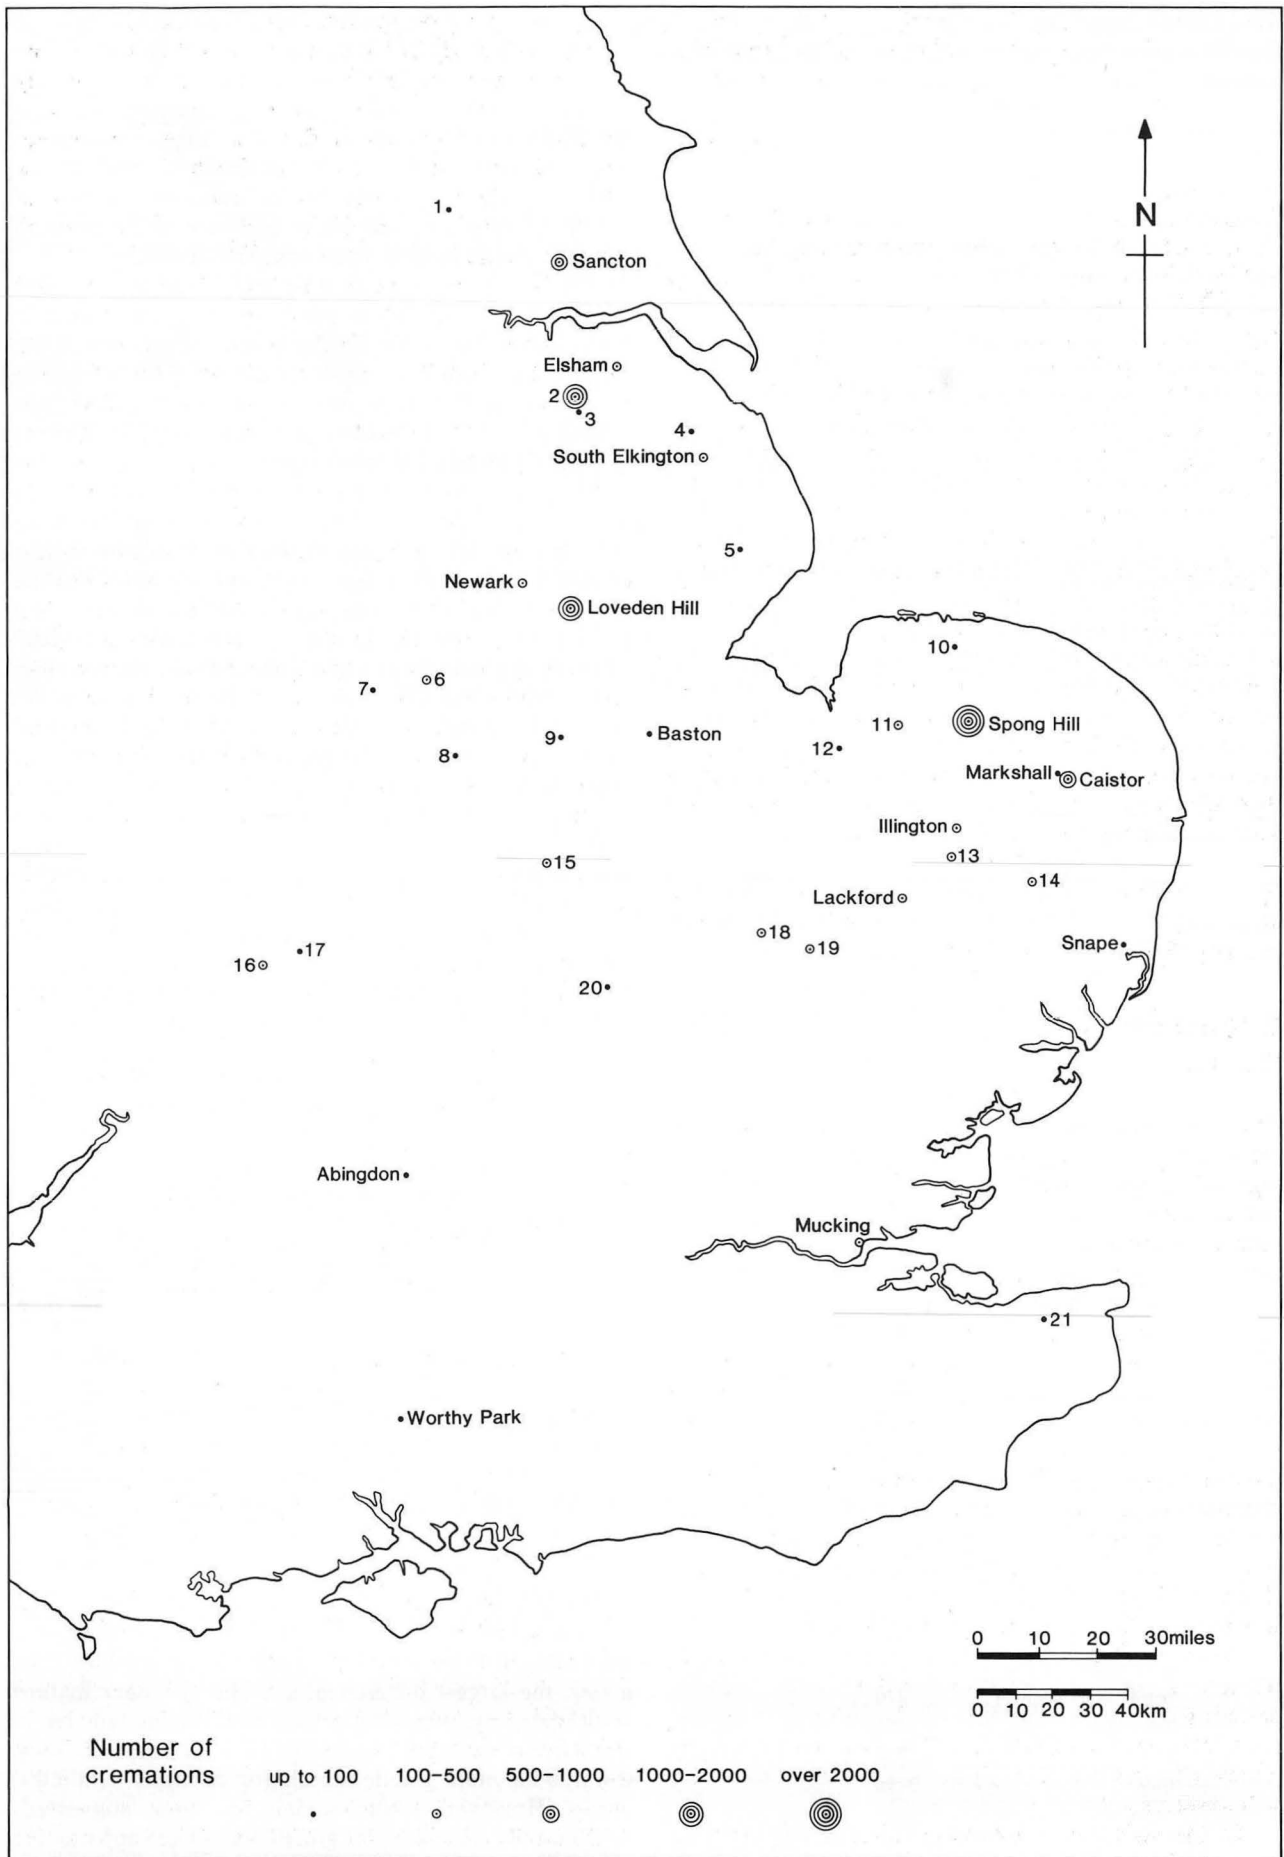 N
1
Sancton
Elsham
2
3
4
South Elkington
5
Newark
Loveden Hill
10
6
7
11
Spong Hill
9
Baston
12
8
Markshall
Caistor
Illington
13
15
14
Lackford
18
Snape
17
19
16
20
Abingdon
Mucking
21
Worthy Park
0 10 20 30miles
0 10 20 30 40km
Number of
cremations
up to 100 100-500 500-1000 1000-2000 over 2000